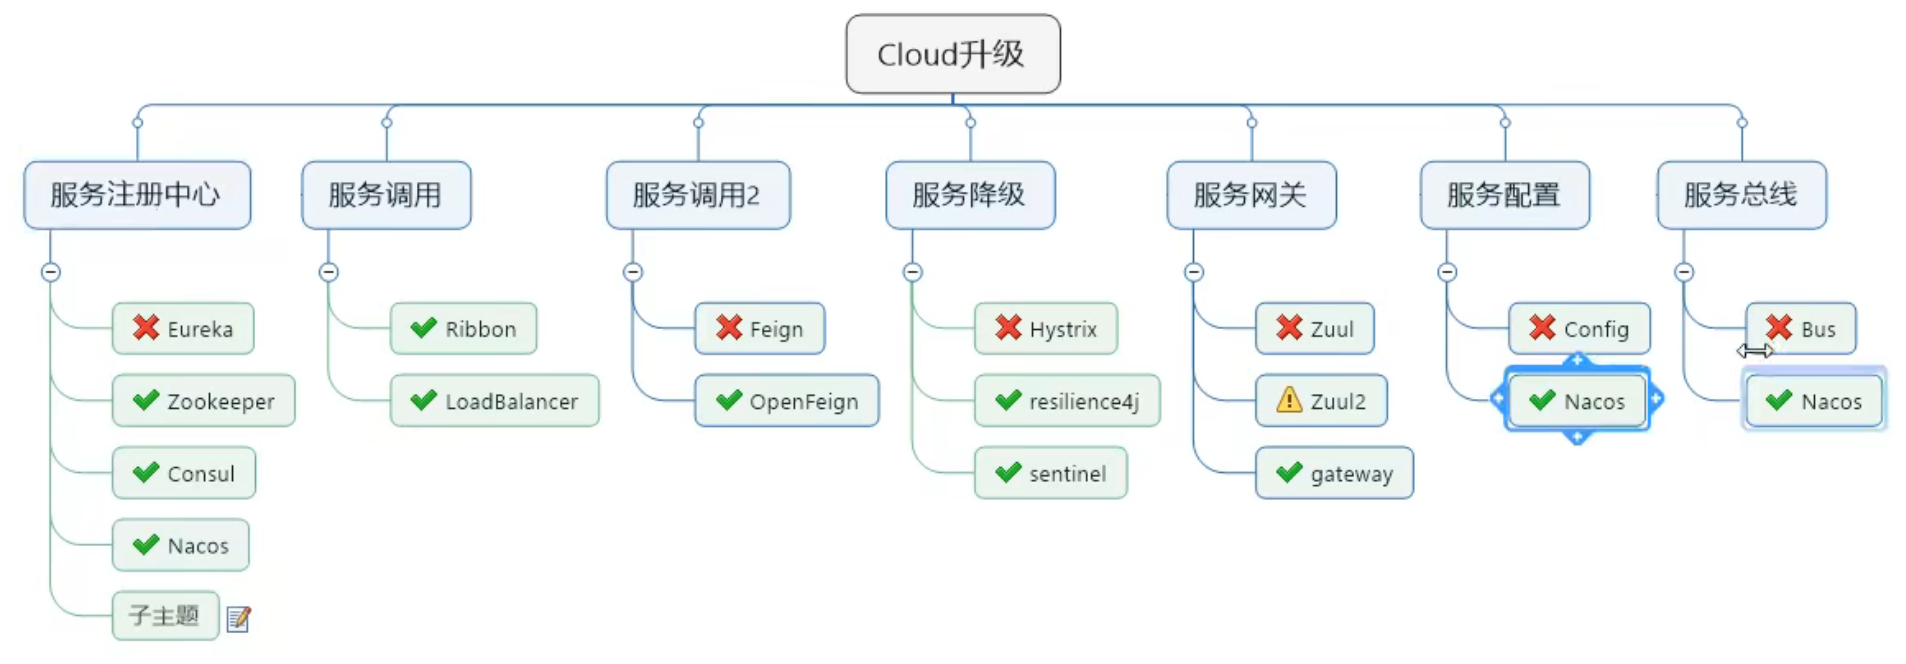 Cloud升级
服务注册中心
Eureka
Zookeeper
Consul
Nacos
子主题
服务调用
Ribbon
LoadBalancer
服务调用2
Feign
OpenFeign
服务降级
Hystrix
resilience4j
sentinel
服务网关
Zuul
Zuul2
gateway
服务配置
Config
Nacos
服务总线
Bus
Nacos